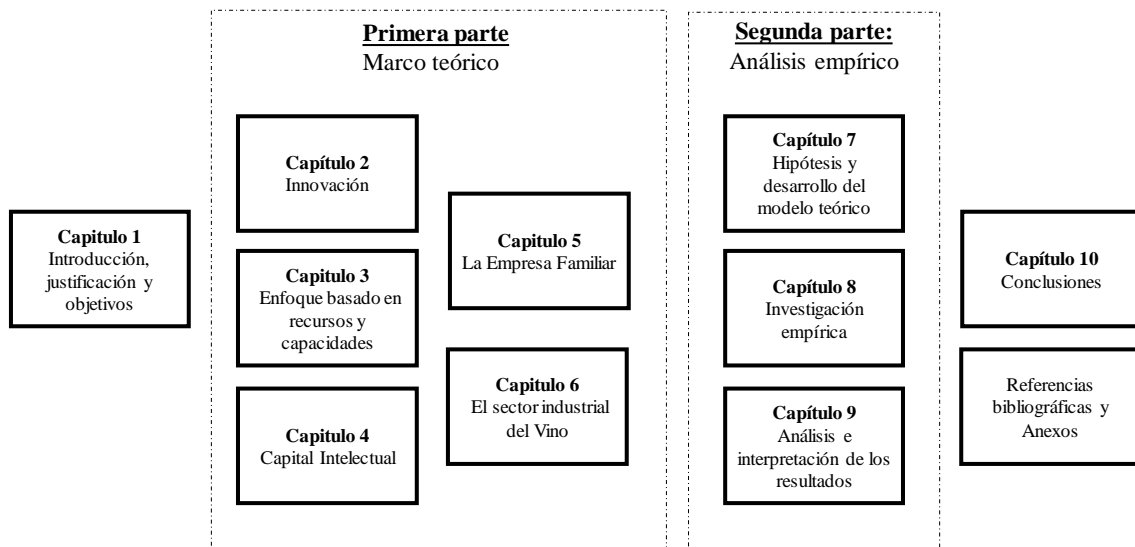 Capitulo 1
Introducción,
justificación y
objetivos
Primera parte
Marco teórico
Capítulo 2
Innovación
Capitulo 3
Enfoque basado en
recursos y
capacidades
Capitulo 4
Capital Intelectual
Capitulo 5
La Empresa Familiar
Capitulo 6
El sector industrial
del Vino
Segunda parte:
Análisis empírico
Capítulo 7
Hipótesis y
desarrollo del
modelo teórico
Capítulo 8
Investigación
empírica
Capítulo 9
Análisis e
interpretación de los
resultados
Capítulo 10
Conclusiones
Referencias
bibliográficas y
Anexos